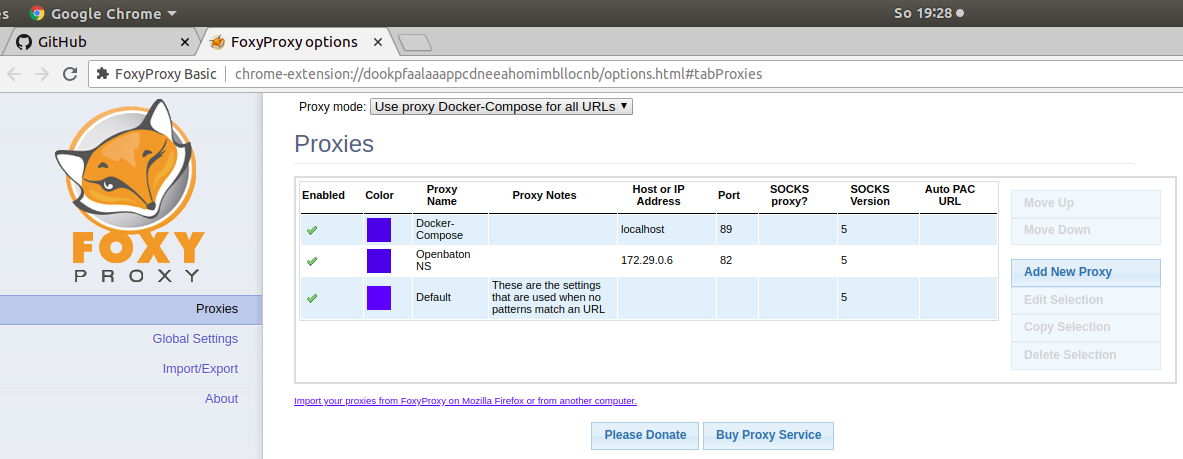 es Google Chrome So 19:28
GitHub FoxyProxy options
FoxyProxy Basic chrome-extension://dookpfaalaaappcdneeahomimbllocnb/options.html#tabProxies
FOXY
PROXY
Proxies
Global Settings
Import/Export
About
Proxy mode: Use proxy Docker-Compose for all URLs
Proxies
Enabled Color Proxy Name Proxy Notes Host or IP Address Port SOCKS proxy? SOCKS Version Auto PAC URL
Docker-Compose localhost 89 5
Openbaton NS 172.29.0.6 82 5
Default These are the settings that are used when no patterns match an URL 5
Move Up
Move Down
Add New Proxy
Edit Selection
Copy Selection
Delete Selection
Import your proxies from FoxyProxy on Mozilla Firefox or from another computer.
Please Donate Buy Proxy Service